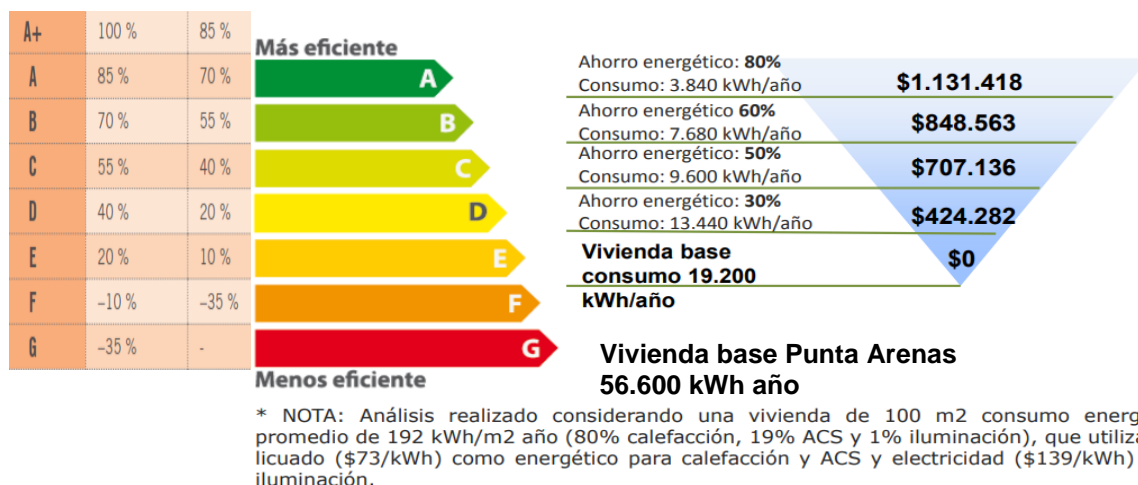 A+ 100 % 85 %
Más eficiente
A 85 % 70 % A
Ahorro energético: 80%
Consumo: 3.840 kWh/año
$1.131.418
B 70 % 55 % B
Ahorro energético 60%
Consumo: 7.680 kWh/año
$848.563
C 55 % 40 % C
Ahorro energético: 50%
Consumo: 9.600 kWh/año
$707.136
D 40 % 20 % D
Ahorro energético: 30%
Consumo: 13.440 kWh/año
$424.282
E 20 % 10 % E
Vivienda base
consumo 19.200
kWh/año
$0
F –10 % –35 % F
G –35 % - G
Menos eficiente
Vivienda base Punta Arenas
56.600 kWh año
* NOTA: Análisis realizado considerando una vivienda de 100 m2 consumo energ
promedio de 192 kWh/m2 año (80% calefacción, 19% ACS y 1% iluminación), que utiliza
licuado ($73/kWh) como energético para calefacción y ACS y electricidad ($139/kWh)
iluminación.